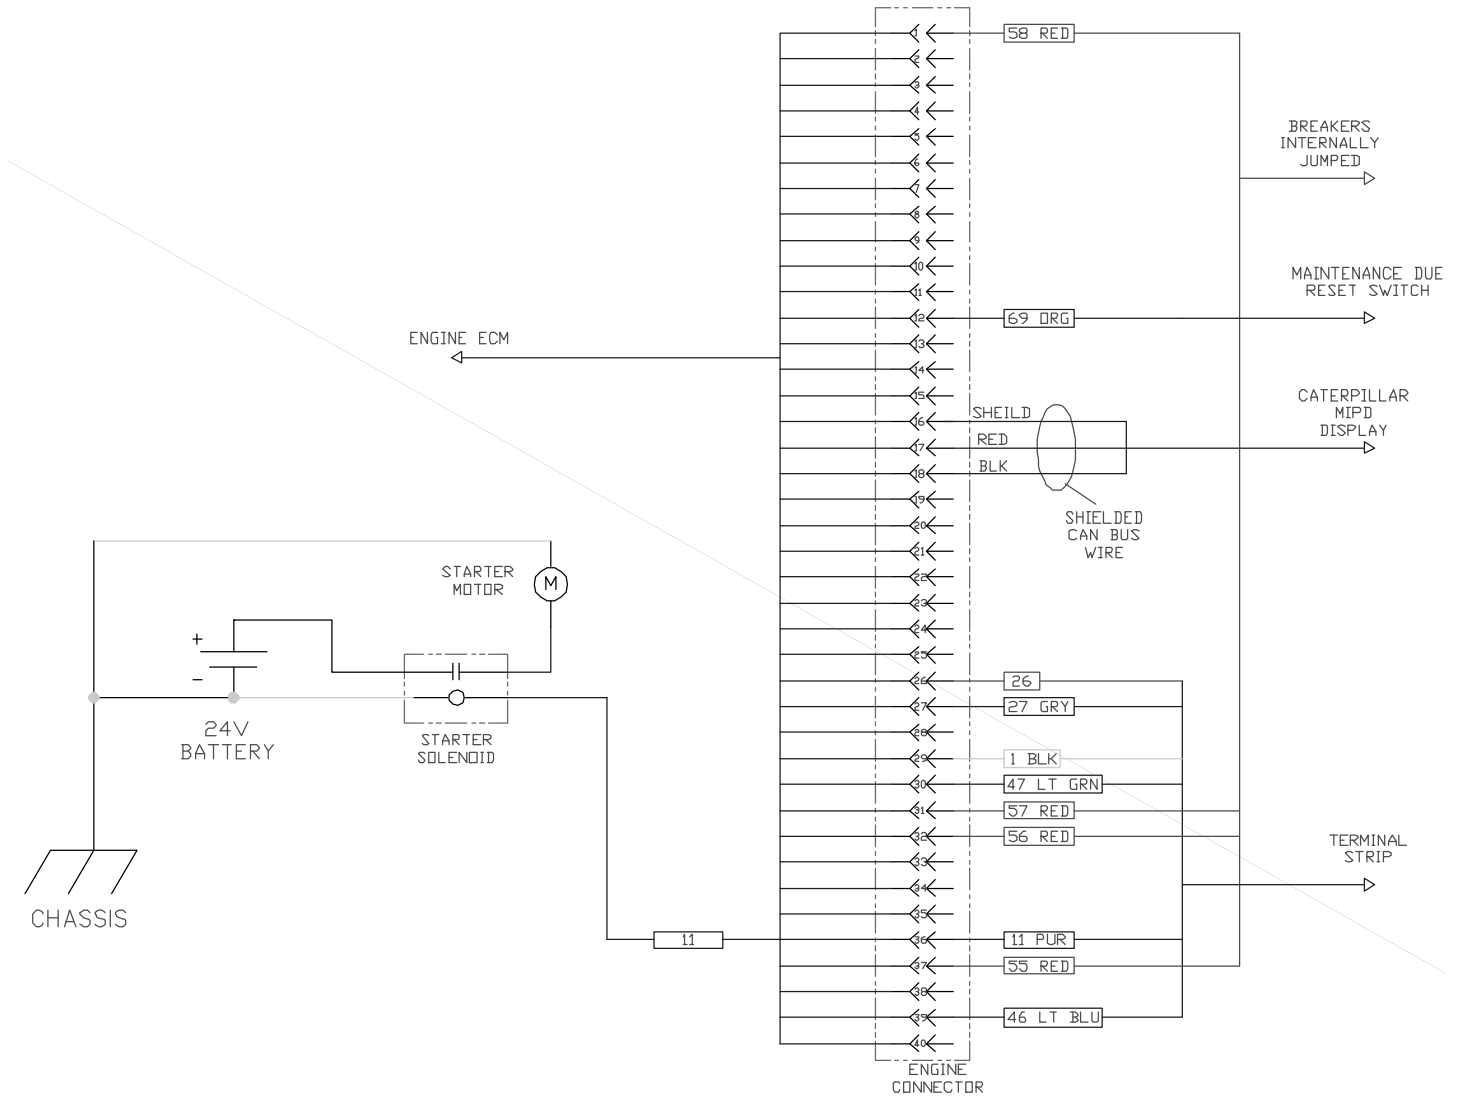 1
58 RED
2
3
4
5
6
7
8
9
10
11
12
69 ORG
13
14
15
16
17
18
19
20
21
22
23
24
25
26
26
27
27 GRY
28
29
1 BLK
30
47 LT GRN
31
57 RED
32
56 RED
33
34
35
36
11 PUR
37
55 RED
38
39
46 LT BLU
40
ENGINE
CONNECTOR
BREAKERS
INTERNALLY
JUMPED
MAINTENANCE DUE
RESET SWITCH
CATERPILLAR
MIPD
DISPLAY
SHEILD
RED
BLK
SHIELDED
CAN BUS
WIRE
TERMINAL
STRIP
ENGINE ECM
STARTER
MOTOR
M
+
−
24V
BATTERY
STARTER
SOLENOID
CHASSIS
11